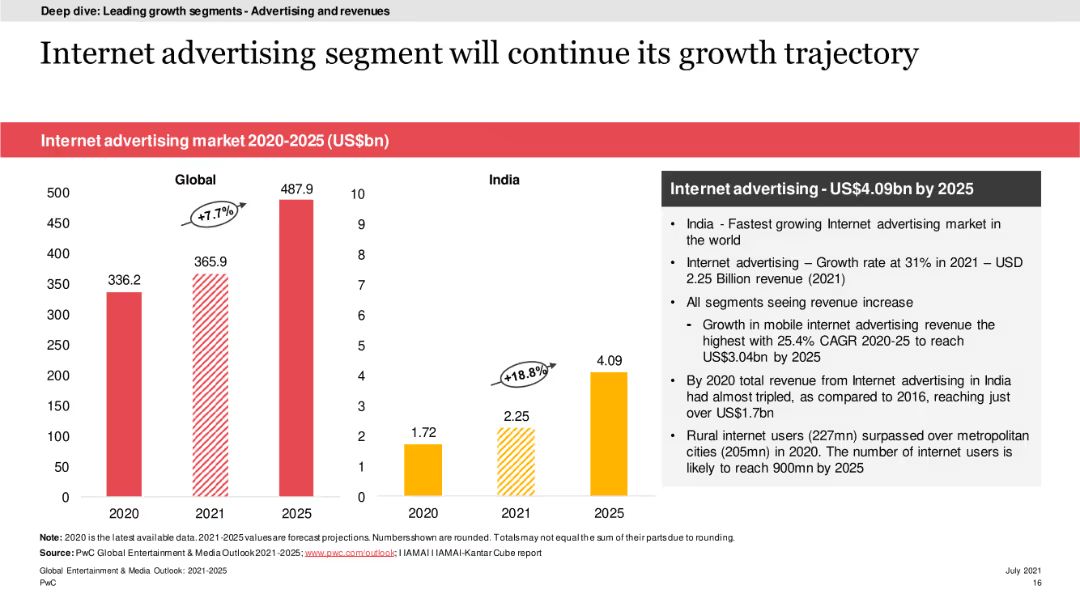 Deep dive: Leading growth segments - Advertising and revenues
Internet advertising segment will continue its growth trajectory
Internet advertising market 2020-2025 (US$bn)
Global
500
450
400
350
300
250
200
150
100
50
0
336.2
365.9
487.9
+7.7%
2020
2021
2025
India
10
9
8
7
6
5
4
3
2
1
0
1.72
2.25
4.09
+18.8%
2020
2021
2025
Internet advertising - US$4.09bn by 2025
• India - Fastest growing Internet advertising market in
the world
• Internet advertising – Growth rate at 31% in 2021 – USD
2.25 Billion revenue (2021)
• All segments seeing revenue increase
- Growth in mobile internet advertising revenue the
highest with 25.4% CAGR 2020-25 to reach
US$3.04bn by 2025
• By 2020 total revenue from Internet advertising in India
had almost tripled, as compared to 2016, reaching just
over US$1.7bn
• Rural internet users (227mn) surpassed over metropolitan
cities (205mn) in 2020. The number of internet users is
likely to reach 900mn by 2025
Note: 2020 is the latest available data. 2021-2025 values are forecast projections. Numbers shown are rounded. Totals may not equal the sum of their parts due to rounding.
Source: PwC Global Entertainment & Media Outlook 2021-2025; www.pwc.com/outlook; I IAMAI I IAMAI-Kantar Cube report
Global Entertainment & Media Outlook: 2021-2025
PwC
July 2021
16